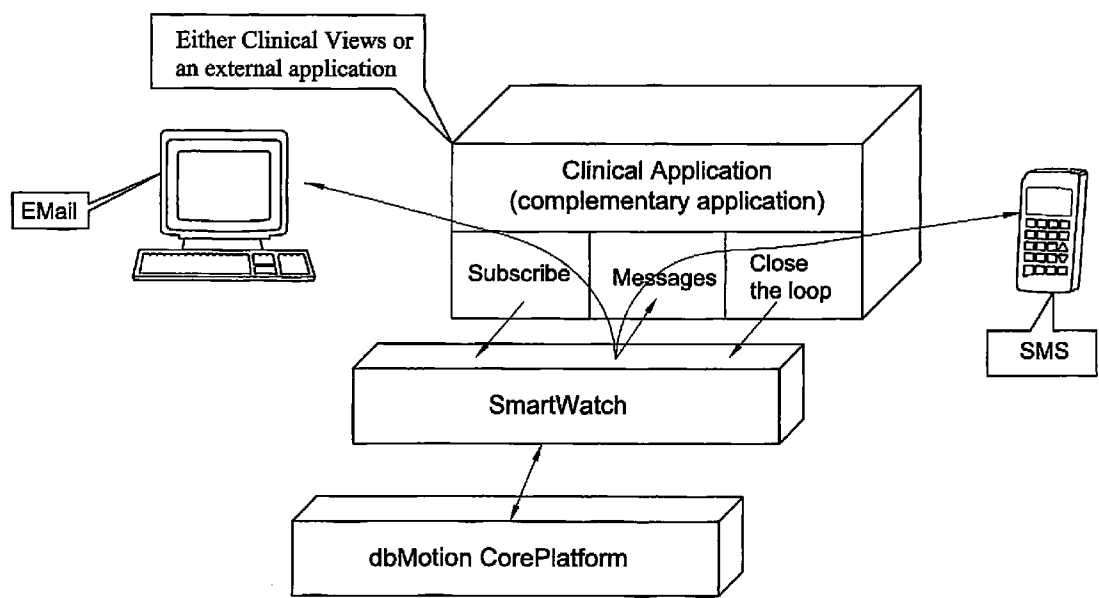 Either Clinical Views or
an external application
Clinical Application
(complementary application)
EMail
Subscribe
Messages
Close
the loop
SMS
SmartWatch
dbMotion CorePlatform